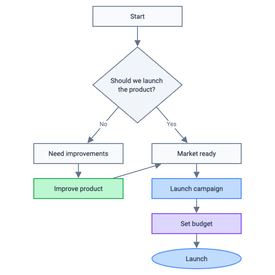 Start
Should we launch
the product?
No
Yes
Need improvements
Market ready
Improve product
Launch campaign
Set budget
Launch